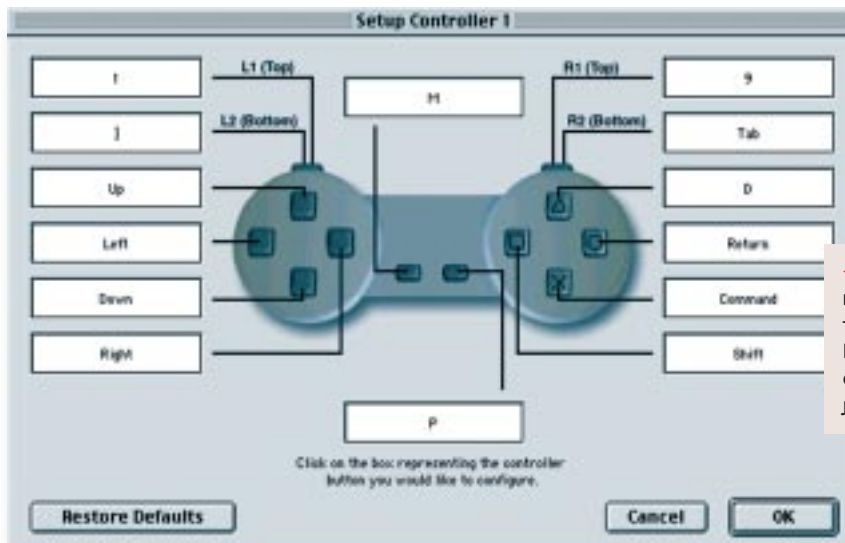 Setup Controller 1
L1 (Top)
R1 (Top)
M
9
L2 (Bottom)
R2 (Bottom)
]
Tab
Up
D
Left
Return
Down
Command
Right
Shift
P
Click on the box representing the controller
button you would like to configure.
Restore Defaults
Cancel
OK